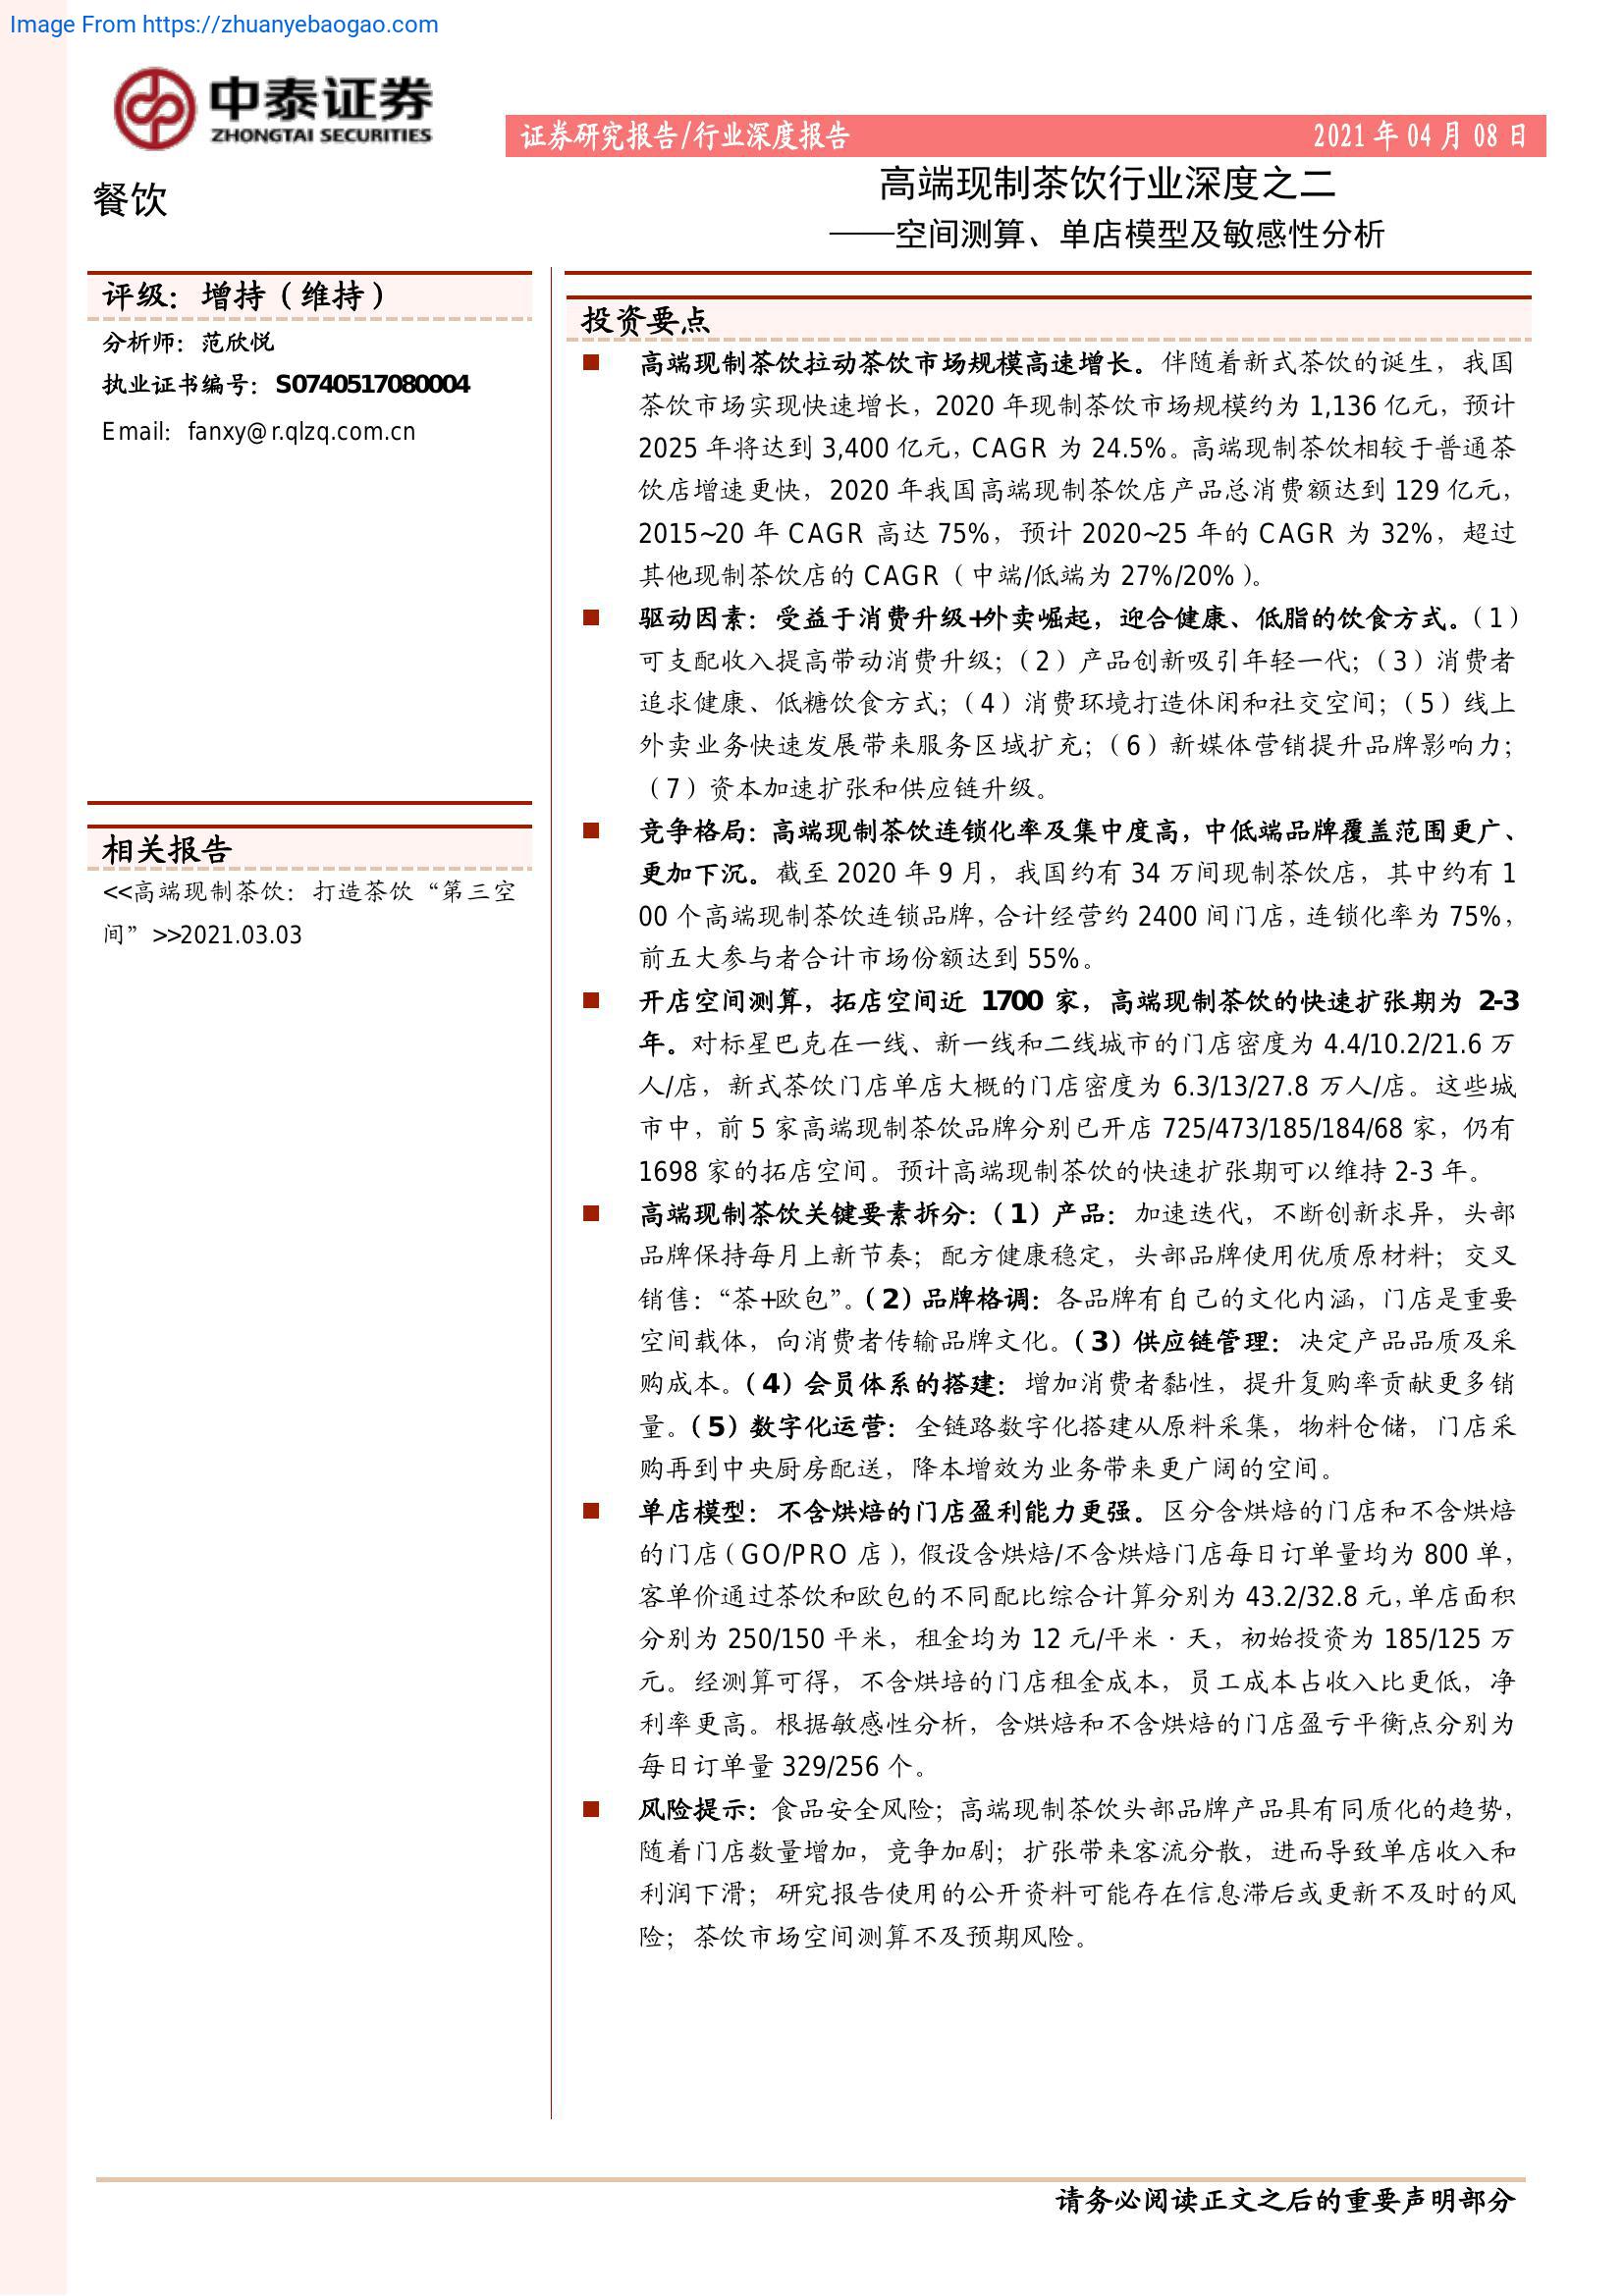 Image From https://zhuanyebaogao.com
中泰证券
ZHONGTAI SECURITIES
证券研究报告/行业深度报告
2021 年 04 月 08 日
餐饮
高端现制茶饮行业深度之二
——空间测算、单店模型及敏感性分析
评级：增持（维持）
分析师：范欣悦
执业证书编号：S0740517080004
Email：fanxy@r.qlzq.com.cn
相关报告
<<高端现制茶饮：打造茶饮“第三空
间”>>2021.03.03
投资要点
■ 高端现制茶饮拉动茶饮市场规模高速增长。伴随着新式茶饮的诞生，我国
茶饮市场实现快速增长，2020 年现制茶饮市场规模约为 1,136 亿元，预计
2025 年将达到 3,400 亿元，CAGR 为 24.5%。高端现制茶饮相较于普通茶
饮店增速更快，2020 年我国高端现制茶饮店产品总消费额达到 129 亿元，
2015~20 年 CAGR 高达 75%，预计 2020~25 年的 CAGR 为 32%，超过
其他现制茶饮店的 CAGR（中端/低端为 27%/20%）。
■ 驱动因素：受益于消费升级+外卖崛起，迎合健康、低脂的饮食方式。（1）
可支配收入提高带动消费升级；（2）产品创新吸引年轻一代；（3）消费者
追求健康、低糖饮食方式；（4）消费环境打造休闲和社交空间；（5）线上
外卖业务快速发展带来服务区域扩充；（6）新媒体营销提升品牌影响力；
（7）资本加速扩张和供应链升级。
■ 竞争格局：高端现制茶饮连锁化率及集中度高，中低端品牌覆盖范围更广、
更加下沉。截至 2020 年 9 月，我国约有 34 万间现制茶饮店，其中约有 1
00 个高端现制茶饮连锁品牌，合计经营约 2400 间门店，连锁化率为 75%，
前五大参与者合计市场份额达到 55%。
■ 开店空间测算，拓店空间近 1700 家，高端现制茶饮的快速扩张期为 2-3
年。对标星巴克在一线、新一线和二线城市的门店密度为 4.4/10.2/21.6 万
人/店，新式茶饮门店单店大概的门店密度为 6.3/13/27.8 万人/店。这些城
市中，前 5 家高端现制茶饮品牌分别已开店 725/473/185/184/68 家，仍有
1698 家的拓店空间。预计高端现制茶饮的快速扩张期可以维持 2-3 年。
■ 高端现制茶饮关键要素拆分：（1）产品：加速迭代，不断创新求异，头部
品牌保持每月上新节奏；配方健康稳定，头部品牌使用优质原材料；交叉
销售：“茶+欧包”。（2）品牌格调：各品牌有自己的文化内涵，门店是重要
空间载体，向消费者传输品牌文化。（3）供应链管理：决定产品品质及采
购成本。（4）会员体系的搭建：增加消费者黏性，提升复购率贡献更多销
量。（5）数字化运营：全链路数字化搭建从原料采集，物料仓储，门店采
购再到中央厨房配送，降本增效为业务带来更广阔的空间。
■ 单店模型：不含烘焙的门店盈利能力更强。区分含烘焙的门店和不含烘焙
的门店（GO/PRO 店），假设含烘焙/不含烘焙门店每日订单量均为 800 单，
客单价通过茶饮和欧包的不同配比综合计算分别为 43.2/32.8 元，单店面积
分别为 250/150 平米，租金均为 12 元/平米·天，初始投资为 185/125 万
元。经测算可得，不含烘培的门店租金成本，员工成本占收入比更低，净
利率更高。根据敏感性分析，含烘焙和不含烘焙的门店盈亏平衡点分别为
每日订单量 329/256 个。
■ 风险提示：食品安全风险；高端现制茶饮头部品牌产品具有同质化的趋势，
随着门店数量增加，竞争加剧；扩张带来客流分散，进而导致单店收入和
利润下滑；研究报告使用的公开资料可能存在信息滞后或更新不及时的风
险；茶饮市场空间测算不及预期风险。
请务必阅读正文之后的重要声明部分